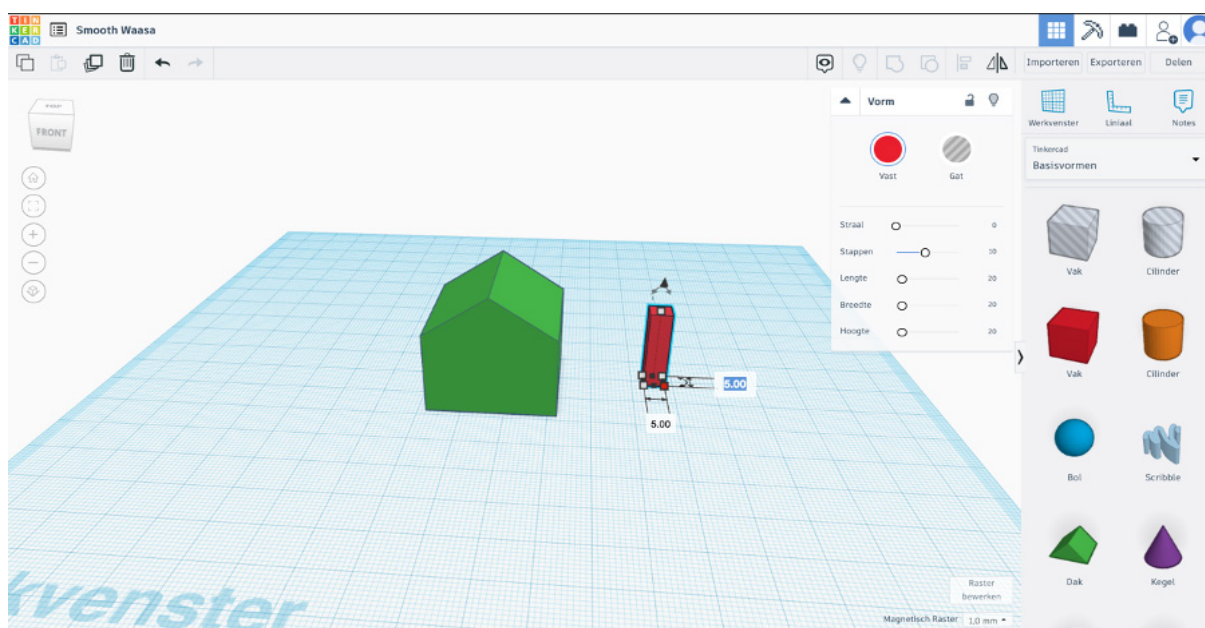 TIN
KER
CAD
Smooth Waasa
Importeren Exporteren Delen
TOP
FRONT
Vorm
Vast Gat
Straal 0
Stappen 10
Lengte 20
Breedte 20
Hoogte 20
5.00
5.00
Werkvenster Liniaal Notes
Tinkercad
Basisvormen
Vak Cilinder
Vak Cilinder
Bol Scribble
Dak Kegel
kvenster
Raster
bewerken
Magnetisch Raster 1,0 mm